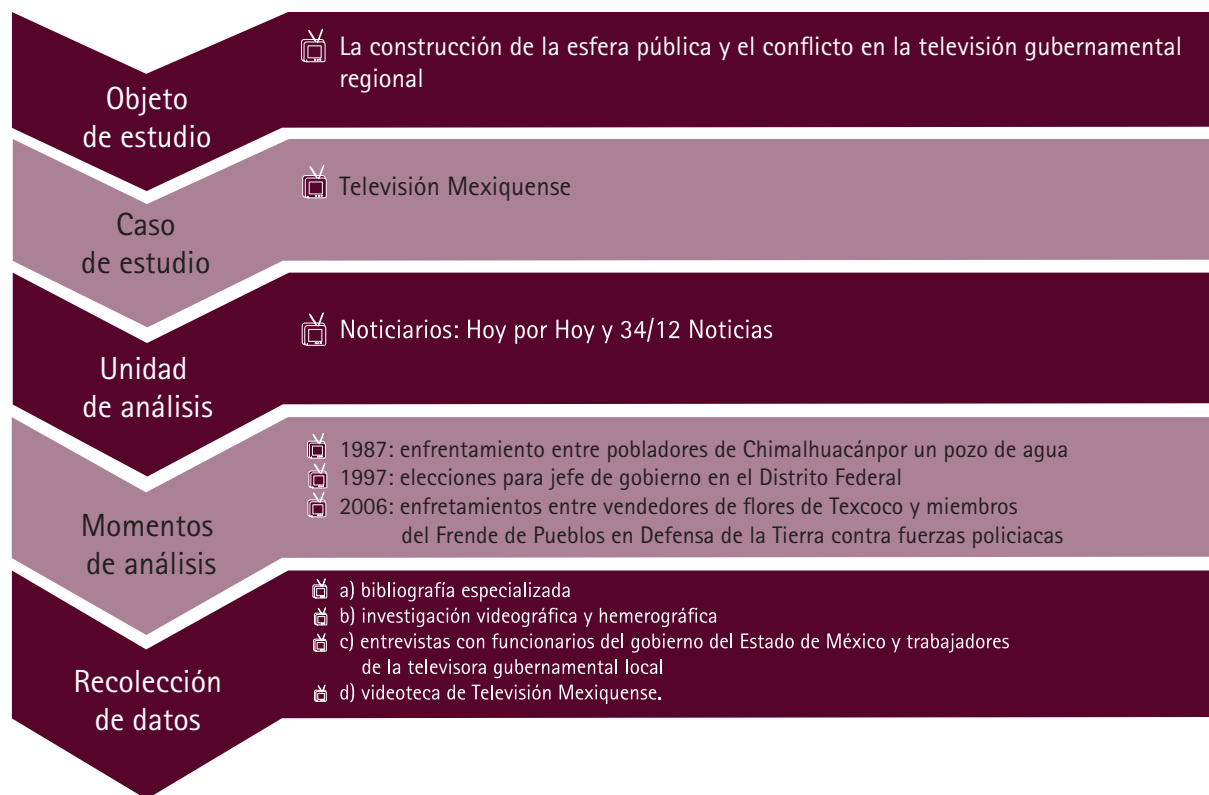 Objeto
de estudio
La construcción de la esfera pública y el conflicto en la televisión gubernamental
regional
Caso
de estudio
Televisión Mexiquense
Unidad
de análisis
Noticiarios: Hoy por Hoy y 34/12 Noticias
Momentos
de análisis
1987: enfrentamiento entre pobladores de Chimalhuacánpor un pozo de agua
1997: elecciones para jefe de gobierno en el Distrito Federal
2006: enfretamientos entre vendedores de flores de Texcoco y miembros
del Frende de Pueblos en Defensa de la Tierra contra fuerzas policiacas
Recolección
de datos
a) bibliografía especializada
b) investigación videográfica y hemerográfica
c) entrevistas con funcionarios del gobierno del Estado de México y trabajadores
de la televisora gubernamental local
d) videoteca de Televisión Mexiquense.